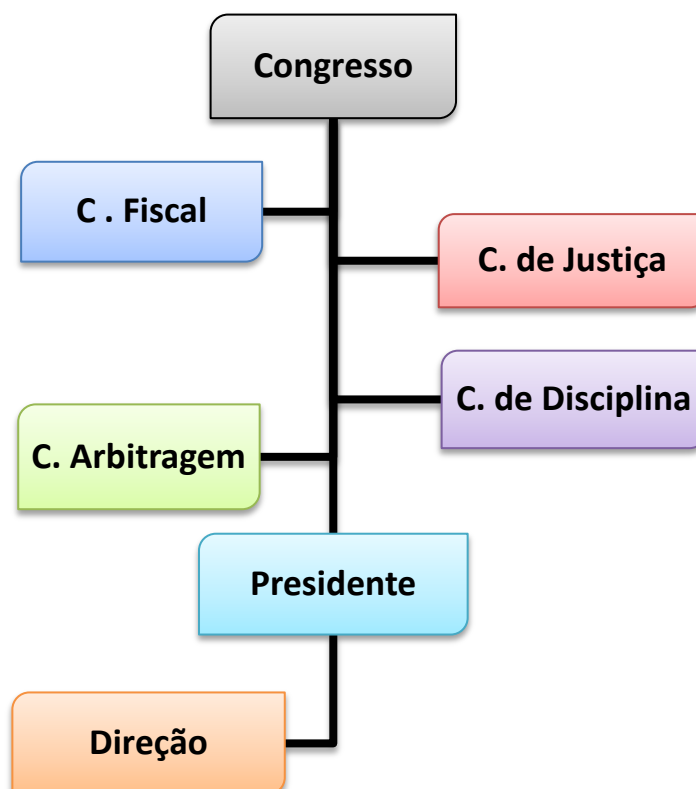 Congresso
C . Fiscal
C. de Justiça
C. de Disciplina
C. Arbitragem
Presidente
Direção